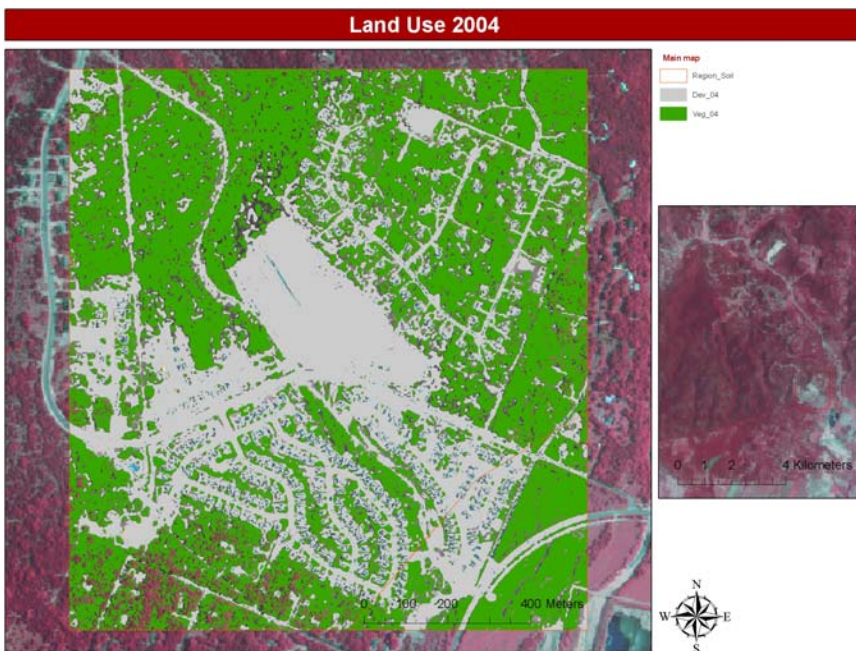 Land Use 2004
Main map
Region_Soil
Dev_04
Veg_04
0 1 2 4 Kilometers
0 100 200 400 Meters
N
W E
S